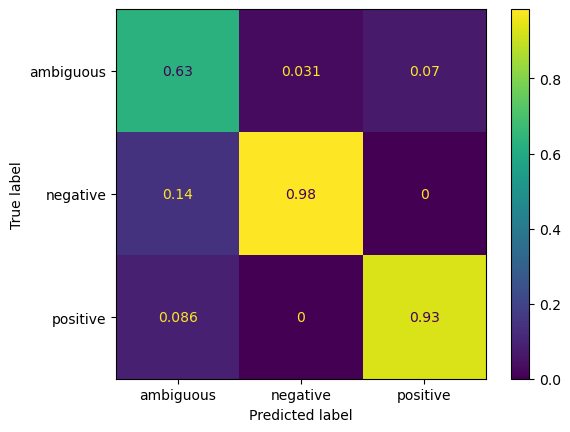 ambiguous 0.63 0.031 0.07
negative 0.14 0.98 0
positive 0.086 0 0.93
ambiguous negative positive
Predicted label
True label
0.8
0.6
0.4
0.2
0.0